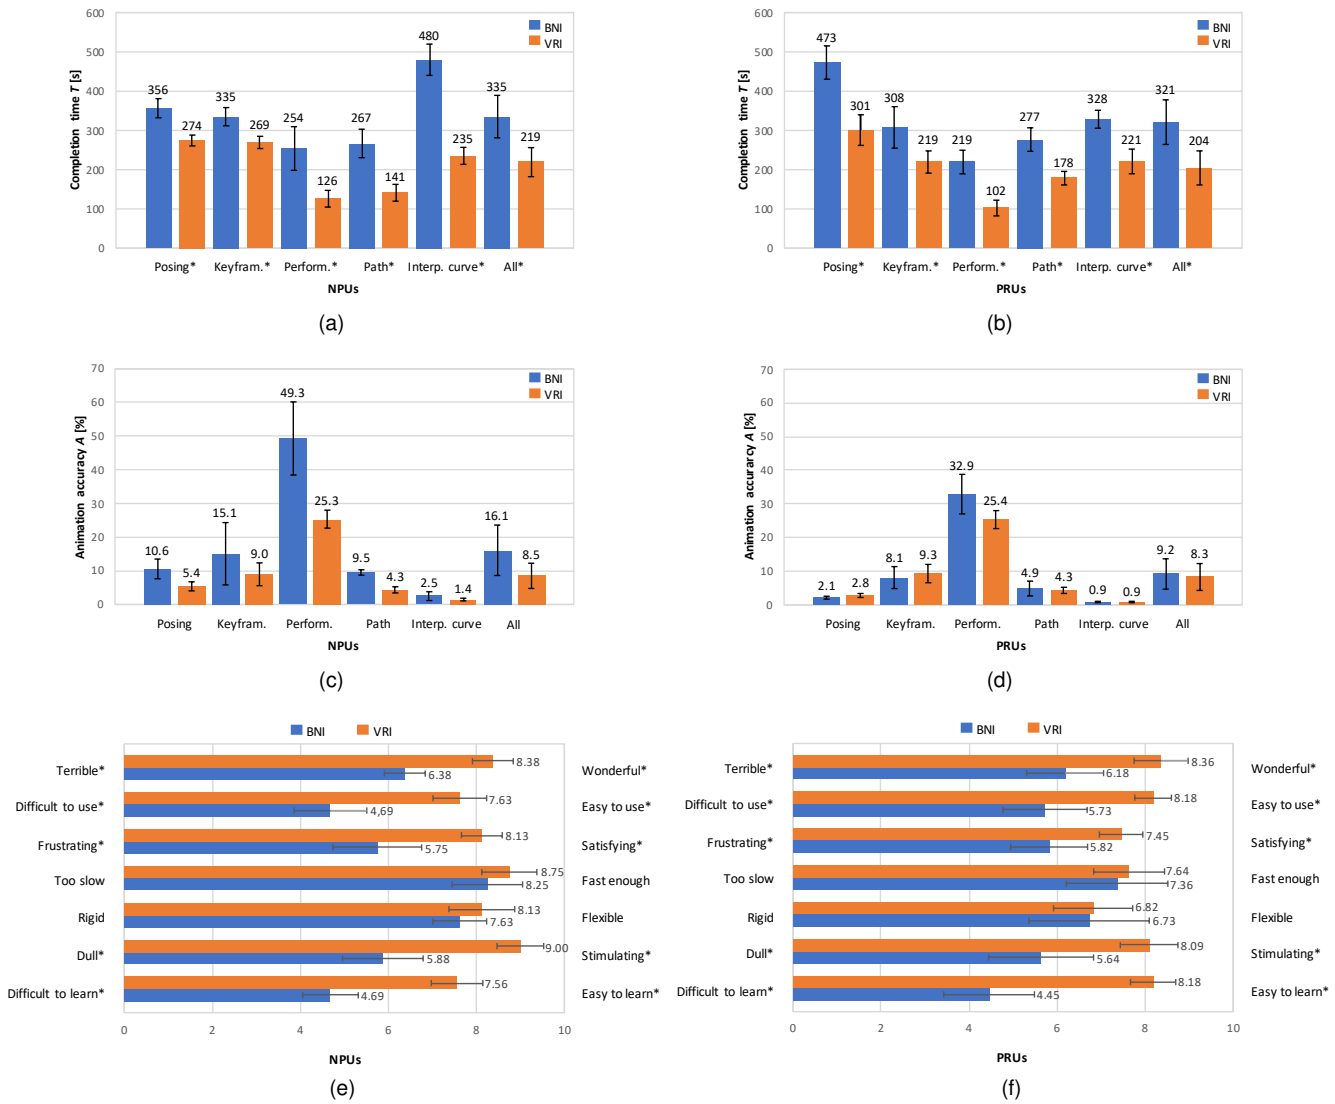 600
500
400
300
200
100
0
Completion time T [s]
BNI
VRI
356
274
335
269
254
126
267
141
480
235
335
219
Posing*
Keyfram.*
Perform.*
Path*
Interp. curve*
All*
NPUs
(a)
600
500
400
300
200
100
0
Completion time T [s]
BNI
VRI
473
301
308
219
219
102
277
178
328
221
321
204
Posing*
Keyfram.*
Perform.*
Path*
Interp. curve*
All*
PRUs
(b)
70
60
50
40
30
20
10
0
Animation accuracy A [%]
BNI
VRI
10.6
5.4
15.1
9.0
49.3
25.3
9.5
4.3
2.5
1.4
16.1
8.5
Posing
Keyfram.
Perform.
Path
Interp. curve
All
NPUs
(c)
70
60
50
40
30
20
10
0
Animation accurarcy A [%]
BNI
VRI
2.1
2.8
8.1
9.3
32.9
25.4
4.9
4.3
0.9
0.9
9.2
8.3
Posing
Keyfram.
Perform.
Path
Interp. curve
All
PRUs
(d)
BNI
VRI
Terrible*
8.38
6.38
Wonderful*
Difficult to use*
7.63
4,69
Easy to use*
Frustrating*
8.13
5.75
Satisfying*
Too slow
8.75
8.25
Fast enough
Rigid
8.13
7.63
Flexible
Dull*
9.00
5.88
Stimulating*
Difficult to learn*
7.56
4.69
Easy to learn*
0
2
4
6
8
10
NPUs
(e)
BNI
VRI
Terrible*
8.36
6.18
Wonderful*
Difficult to use*
8.18
5.73
Easy to use*
Frustrating*
7.45
5.82
Satisfying*
Too slow
7.64
7.36
Fast enough
Rigid
6.82
6.73
Flexible
Dull*
8.09
5.64
Stimulating*
Difficult to learn*
8.18
4.45
Easy to learn*
0
2
4
6
8
10
PRUs
(f)